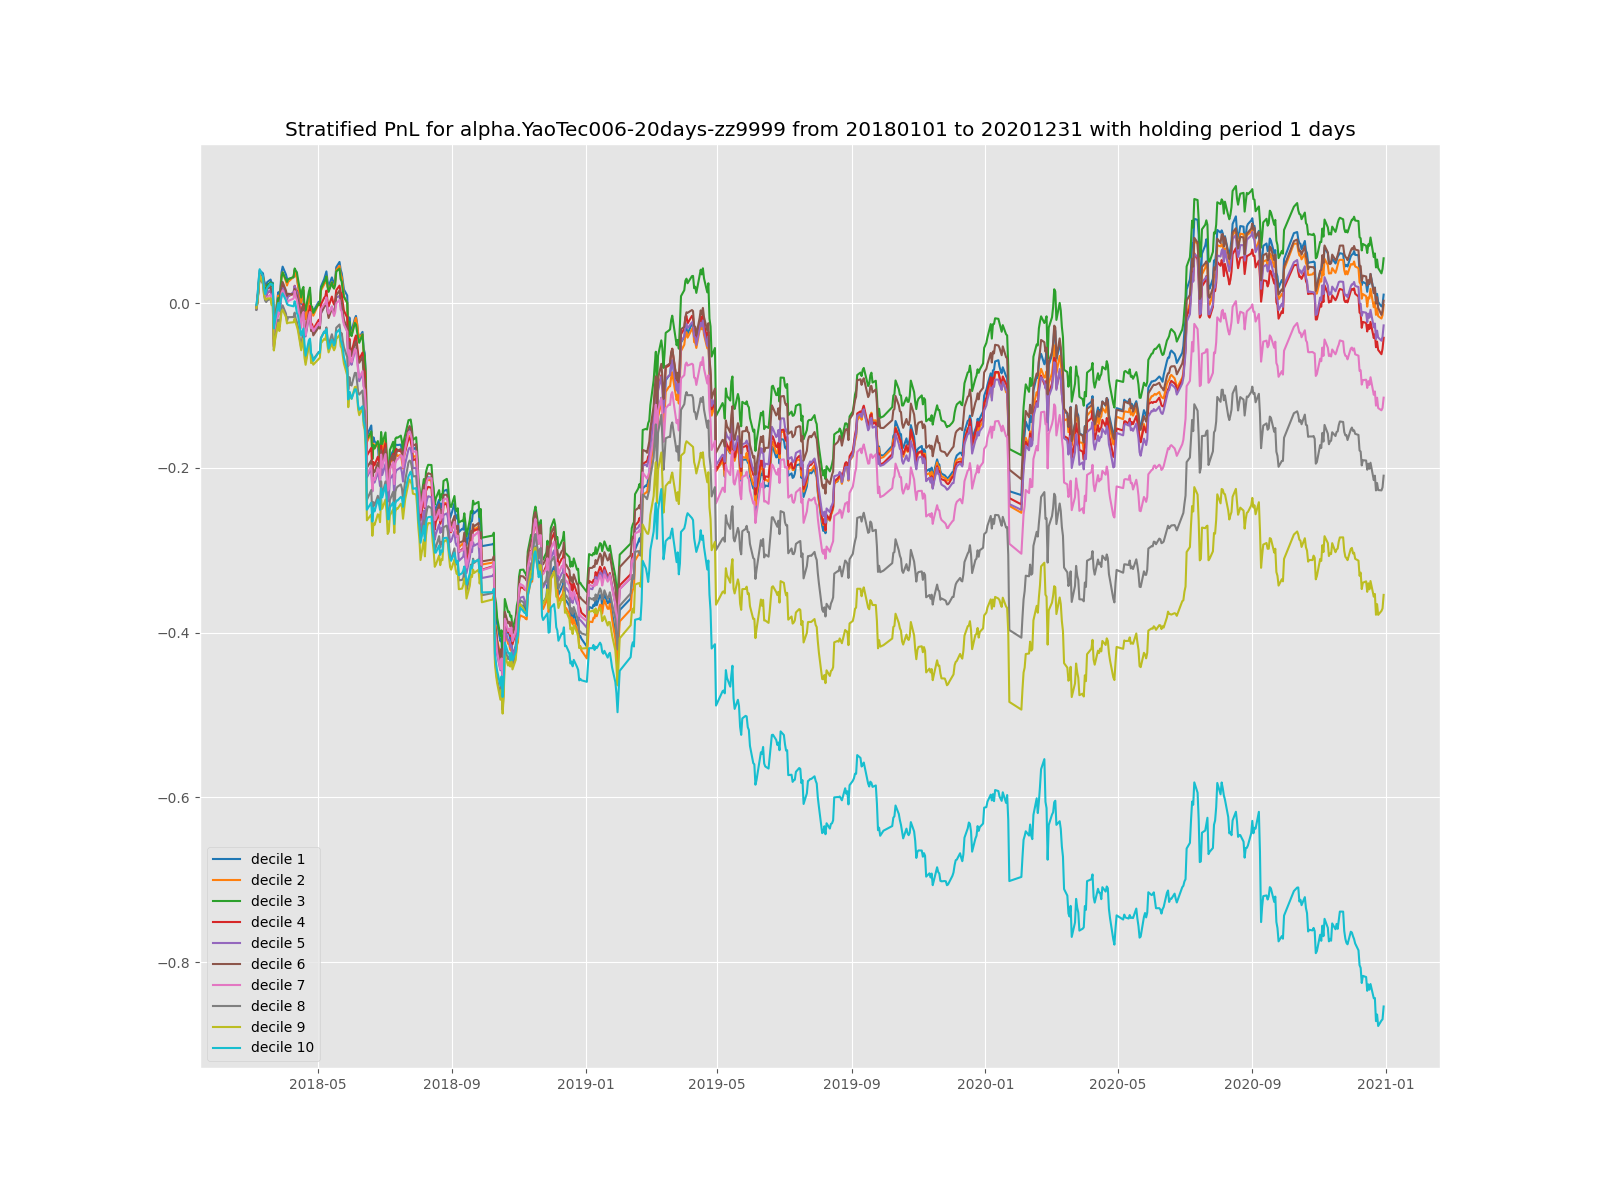 Stratified PnL for alpha.YaoTec006-20days-zz9999 from 20180101 to 20201231 with holding period 1 days
0.0
−0.2
−0.4
−0.6
−0.8
decile 1
decile 2
decile 3
decile 4
decile 5
decile 6
decile 7
decile 8
decile 9
decile 10
2018-05
2018-09
2019-01
2019-05
2019-09
2020-01
2020-05
2020-09
2021-01